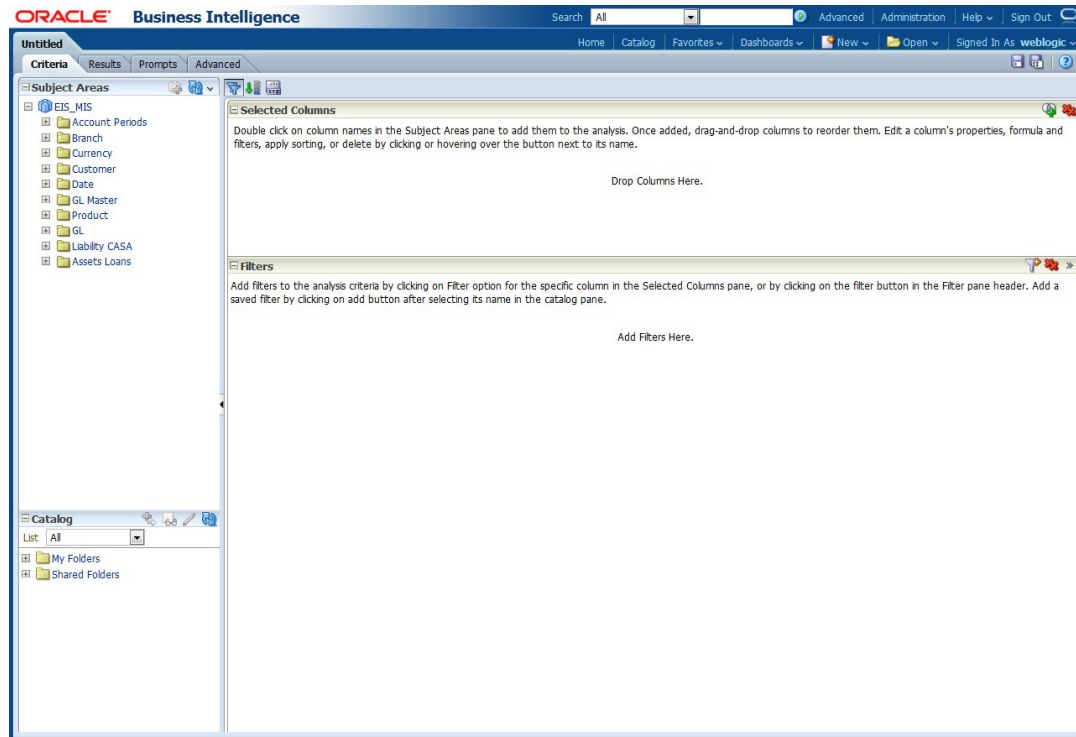 ORACLE Business Intelligence
Search All Advanced Administration Help Sign Out
Untitled
Home Catalog Favorites Dashboards New Open Signed In As weblogic
Criteria Results Prompts Advanced
Subject Areas
EIS_MIS
Account Periods
Branch
Currency
Customer
Date
GL Master
Product
GL
Liability CASA
Assets Loans
Selected Columns
Double click on column names in the Subject Areas pane to add them to the analysis. Once added, drag-and-drop columns to reorder them. Edit a column's properties, formula and
filters, apply sorting, or delete by clicking or hovering over the button next to its name.
Drop Columns Here.
Filters
Add filters to the analysis criteria by clicking on Filter option for the specific column in the Selected Columns pane, or by clicking on the filter button in the Filter pane header. Add a
saved filter by clicking on add button after selecting its name in the catalog pane.
Add Filters Here.
Catalog
List All
My Folders
Shared Folders